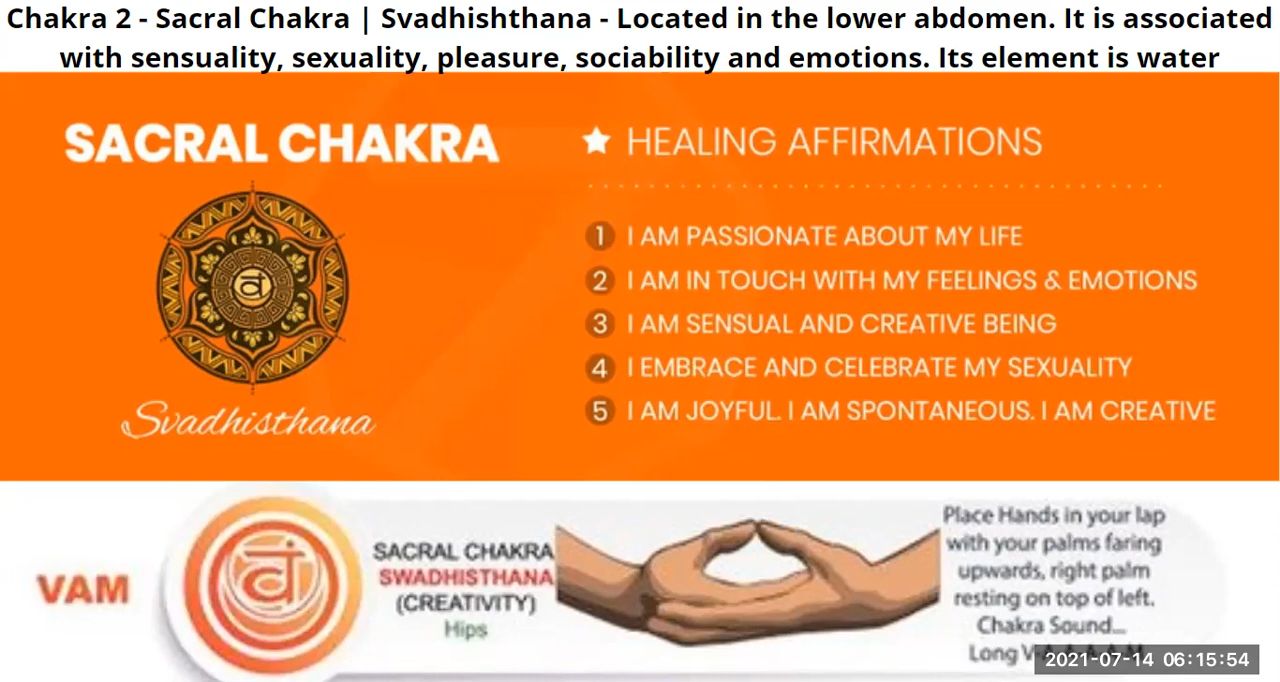 Chakra 2 - Sacral Chakra | Svadhishthana - Located in the lower abdomen. It is associated
with sensuality, sexuality, pleasure, sociability and emotions. Its element is water
SACRAL CHAKRA
वं
Svadhisthana
HEALING AFFIRMATIONS
1 I AM PASSIONATE ABOUT MY LIFE
2 I AM IN TOUCH WITH MY FEELINGS & EMOTIONS
3 I AM SENSUAL AND CREATIVE BEING
4 I EMBRACE AND CELEBRATE MY SEXUALITY
5 I AM JOYFUL. I AM SPONTANEOUS. I AM CREATIVE
VAM
वं
SACRAL CHAKRA
SWADHISTHANA
(CREATIVITY)
Hips
Place Hands in your lap
with your palms faring
upwards, right palm
resting on top of left.
Chakra Sound...
Long
2021-07-14 06:15:54